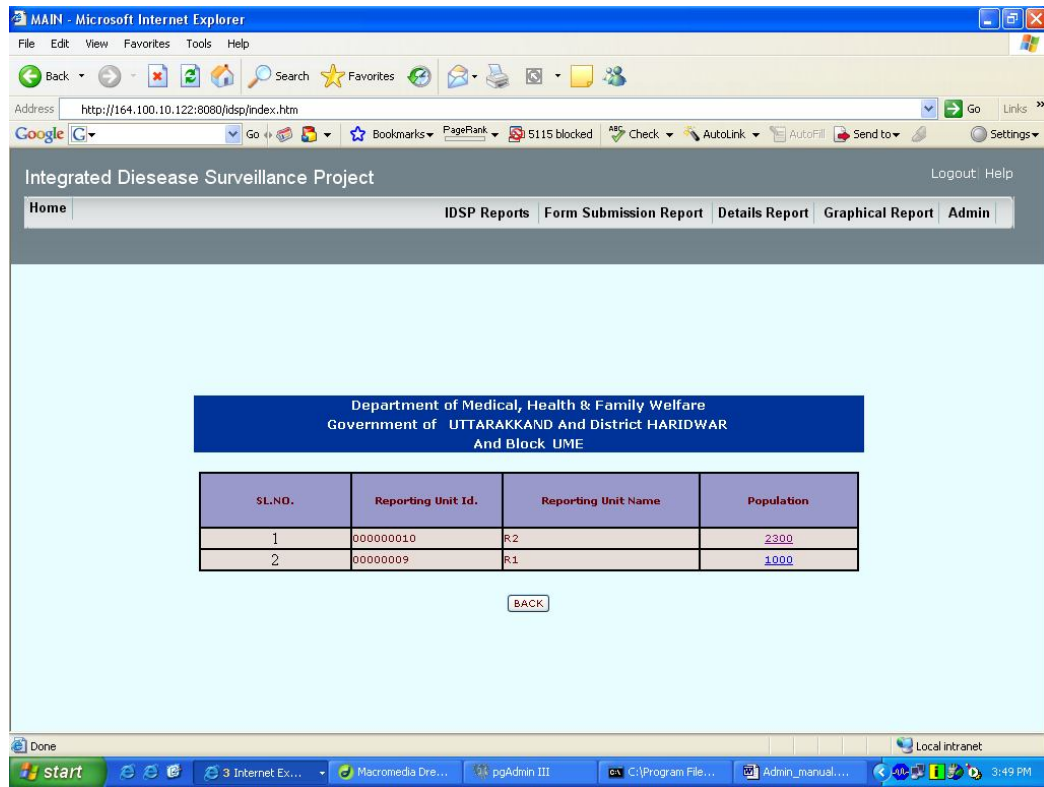 MAIN - Microsoft Internet Explorer
File Edit View Favorites Tools Help
Back Search Favorites
Address http://164.100.10.122:8080/idsp/index.htm Go Links »
Google G Go Bookmarks PageRank 5115 blocked ABC Check AutoLink AutoFill Send to Settings
Integrated Diesease Surveillance Project Logout| Help
Home IDSP Reports Form Submission Report Details Report Graphical Report Admin
Department of Medical, Health & Family Welfare
Government of UTTARAKKAND And District HARIDWAR
And Block UME
SL.NO. Reporting Unit Id. Reporting Unit Name Population
1 000000010 R2 2300
2 00000009 R1 1000
BACK
Done Local intranet
start 3 Internet Ex... Macromedia Dre... pgAdmin III C:\Program File... Admin_manual.... 3:49 PM